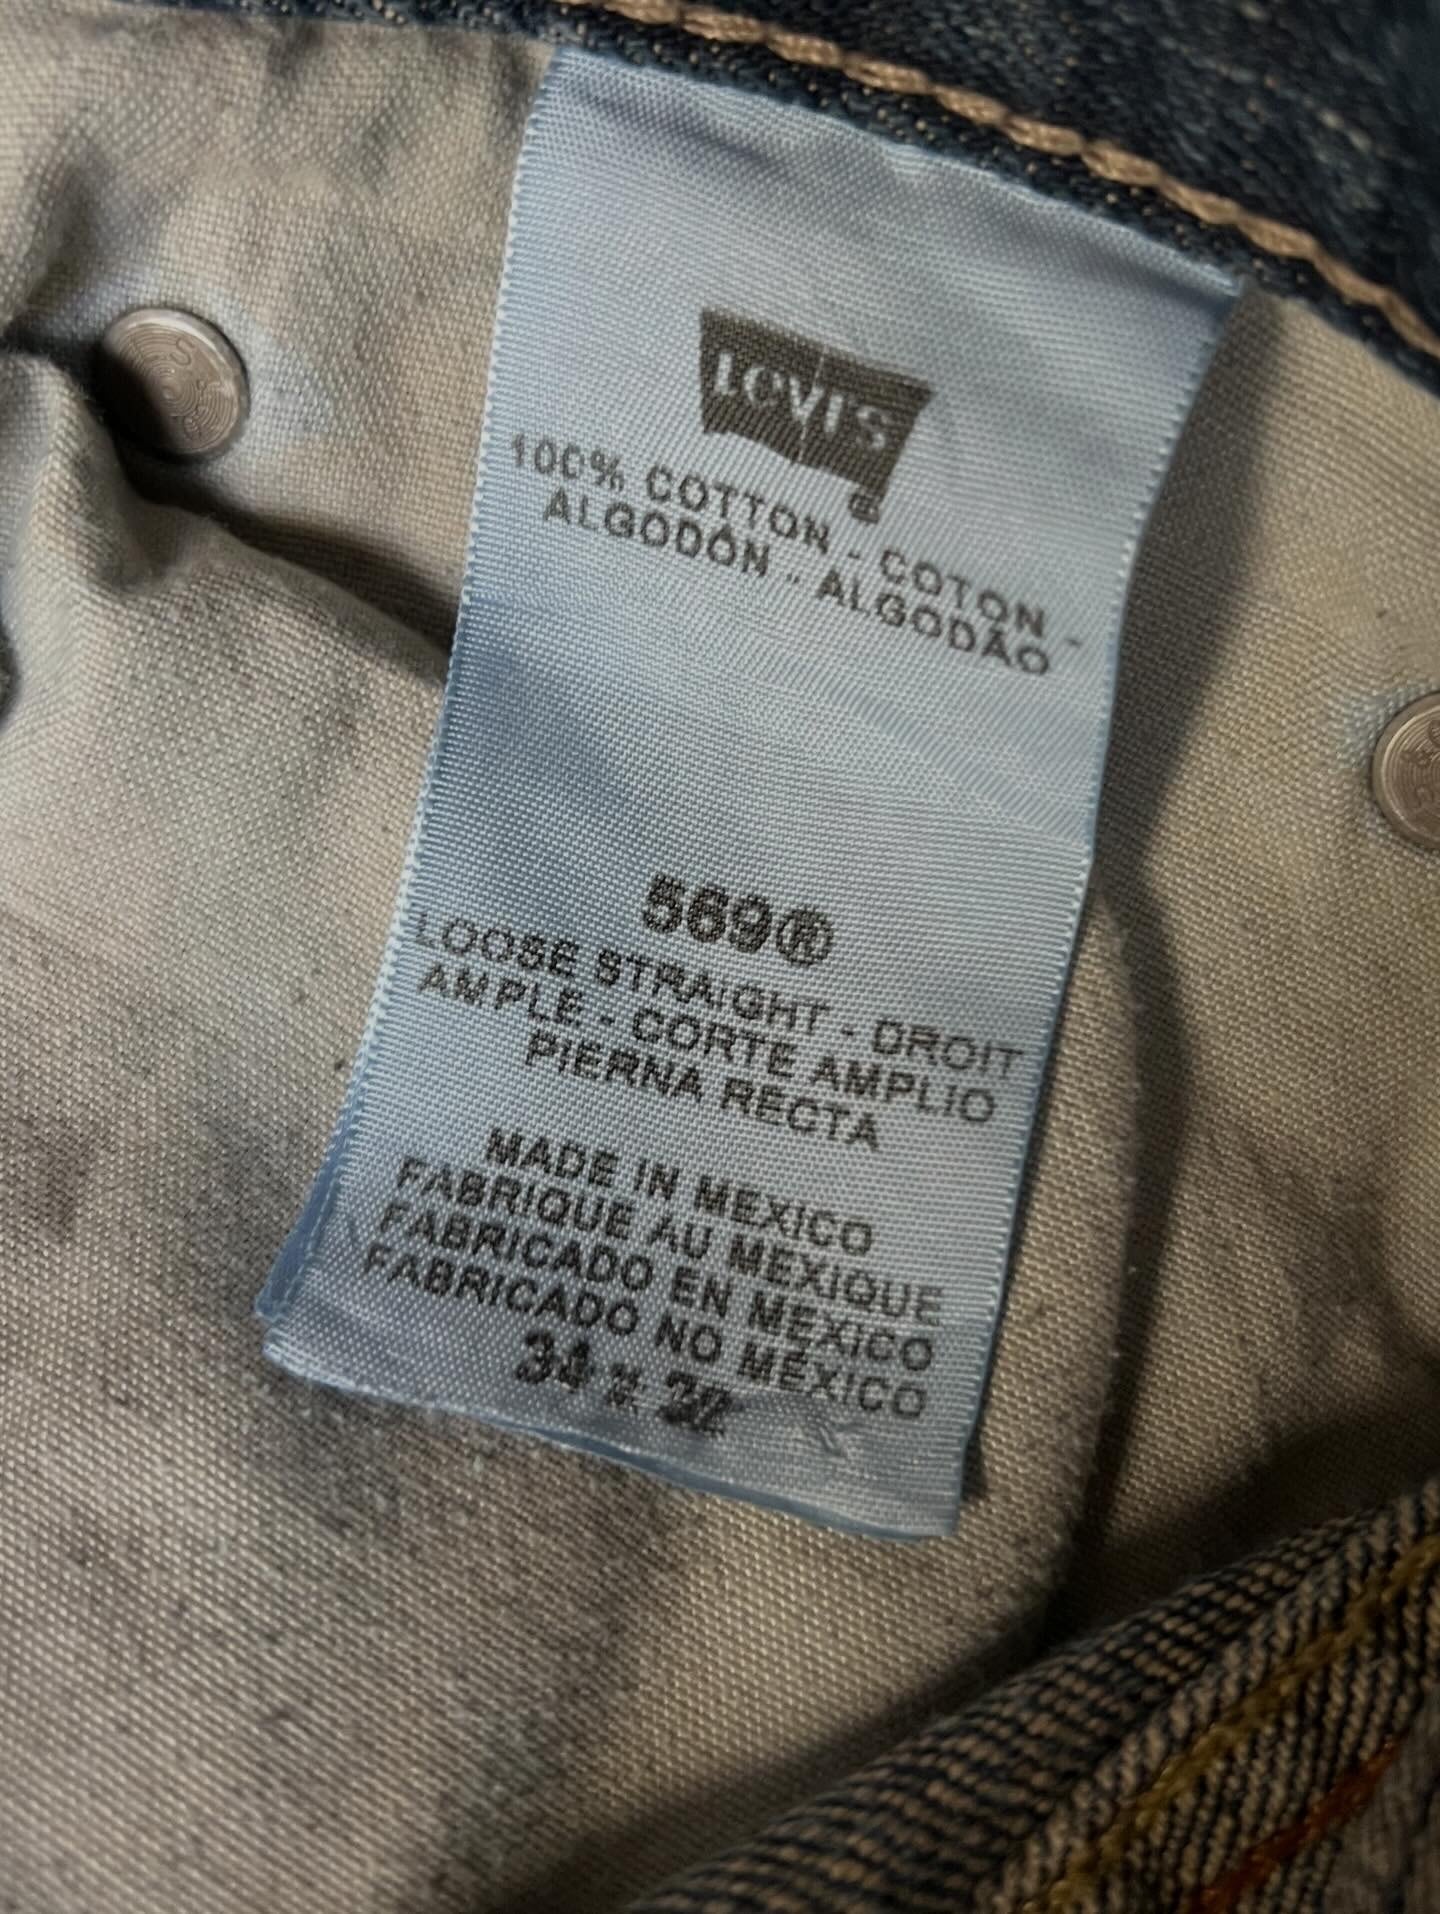 LEVI'S
®
100% COTTON - COTON -
ALGODÓN - ALGODÃO
569®
LOOSE STRAIGHT - DROIT
AMPLE - CORTE AMPLIO
PIERNA RECTA
MADE IN MEXICO
FABRIQUE AU MEXIQUE
FABRICADO EN MÉXICO
FABRICADO NO MÉXICO